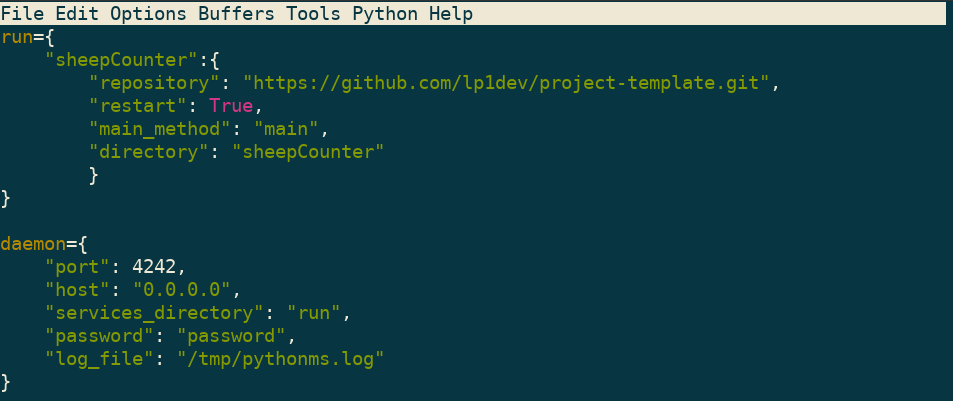 File Edit Options Buffers Tools Python Help
run={
    "sheepCounter":{
        "repository": "https://github.com/lp1dev/project-template.git",
        "restart": True,
        "main_method": "main",
        "directory": "sheepCounter"
        }
}

daemon={
    "port": 4242,
    "host": "0.0.0.0",
    "services_directory": "run",
    "password": "password",
    "log_file": "/tmp/pythonms.log"
}